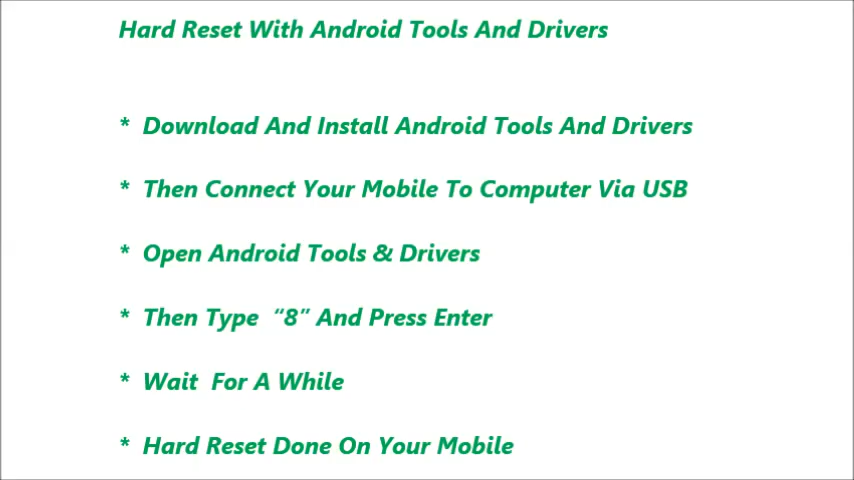 Hard Reset With Android Tools And Drivers
* Download And Install Android Tools And Drivers
* Then Connect Your Mobile To Computer Via USB
* Open Android Tools & Drivers
* Then Type “8” And Press Enter
* Wait For A While
* Hard Reset Done On Your Mobile